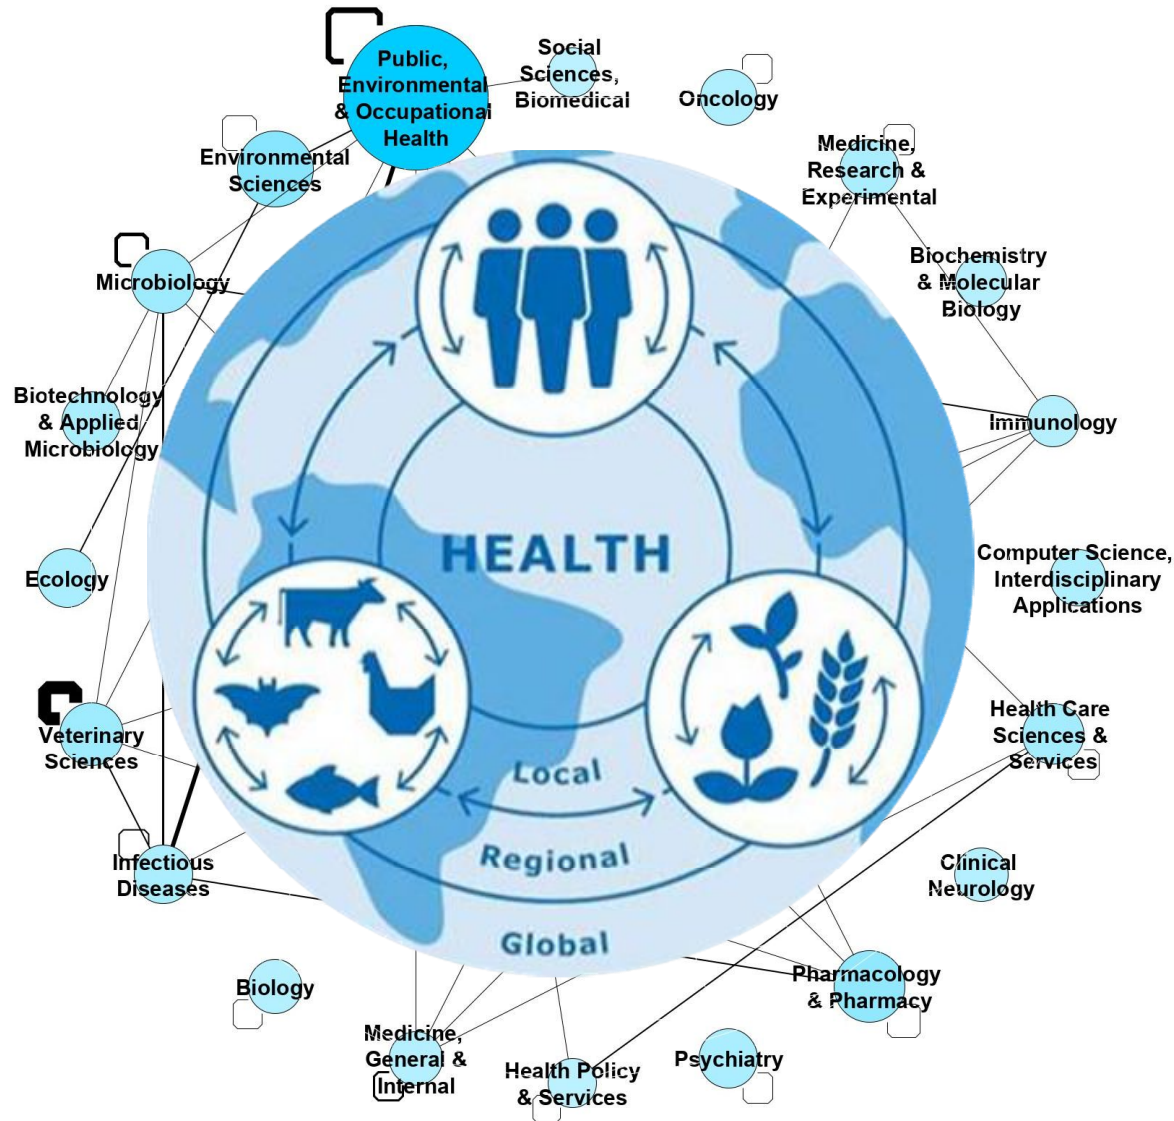 Public,
Environmental
& Occupational
Health
Social
Sciences,
Biomedical
Oncology
Medicine,
Research &
Experimental
Environmental
Sciences
Microbiology
Biochemistry
& Molecular
Biology
Biotechnology
& Applied
Microbiology
Immunology
HEALTH
Ecology
Computer Science,
Interdisciplinary
Applications
Veterinary
Sciences
Health Care
Sciences &
Services
Local
Regional
Global
Infectious
Diseases
Clinical
Neurology
Biology
Pharmacology
& Pharmacy
Medicine,
General &
Internal
Health Policy
& Services
Psychiatry